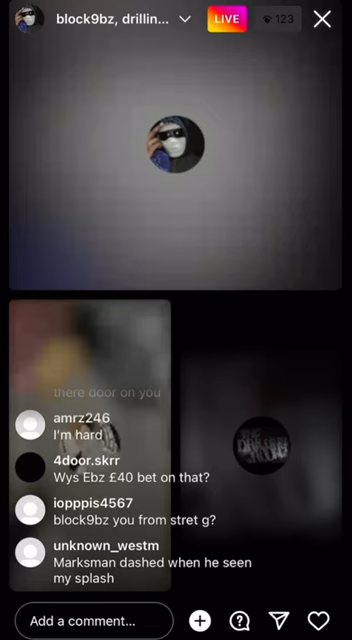 block9bz, drillin...
LIVE
123
there door on you
amrz246
I'm hard
4door.skrr
Wys Ebz £40 bet on that?
iopppis4567
block9bz you from stret g?
unknown_westm
Marksman dashed when he seen
my splash
Add a comment...